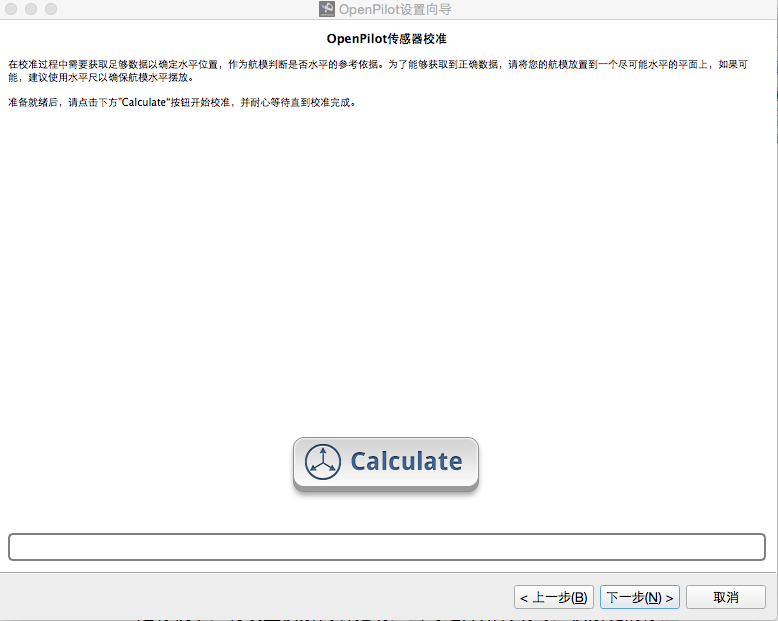 OpenPilot设置向导
OpenPilot传感器校准
在校准过程中需要获取足够数据以确定水平位置，作为航模判断是否水平的参考依据。为了能够获取到正确数据，请将您的航模放置到一个尽可能水平的平面上，如果可
能，建议使用水平尺以确保航模水平摆放。
准备就绪后，请点击下方"Calculate"按钮开始校准，并耐心等待直到校准完成。
Calculate
< 上一步(B) 下一步(N) > 取消